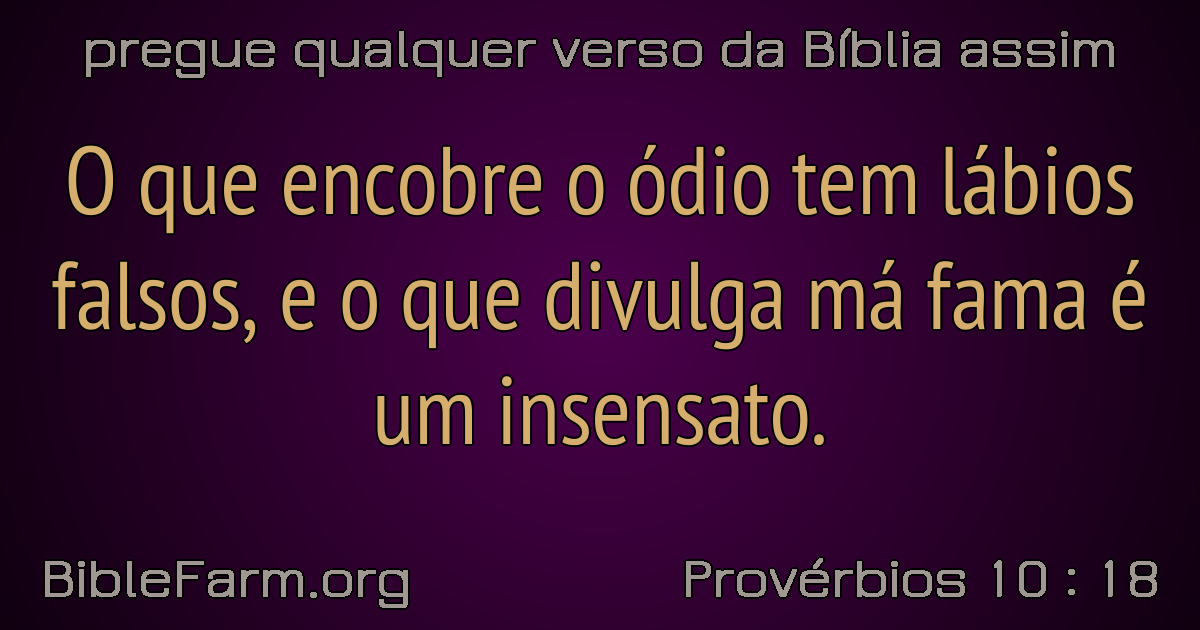 pregue qualquer verso da Bíblia assim
O que encobre o ódio tem lábios
falsos, e o que divulga má fama é
um insensato.
BibleFarm.org
Provérbios 10 : 18